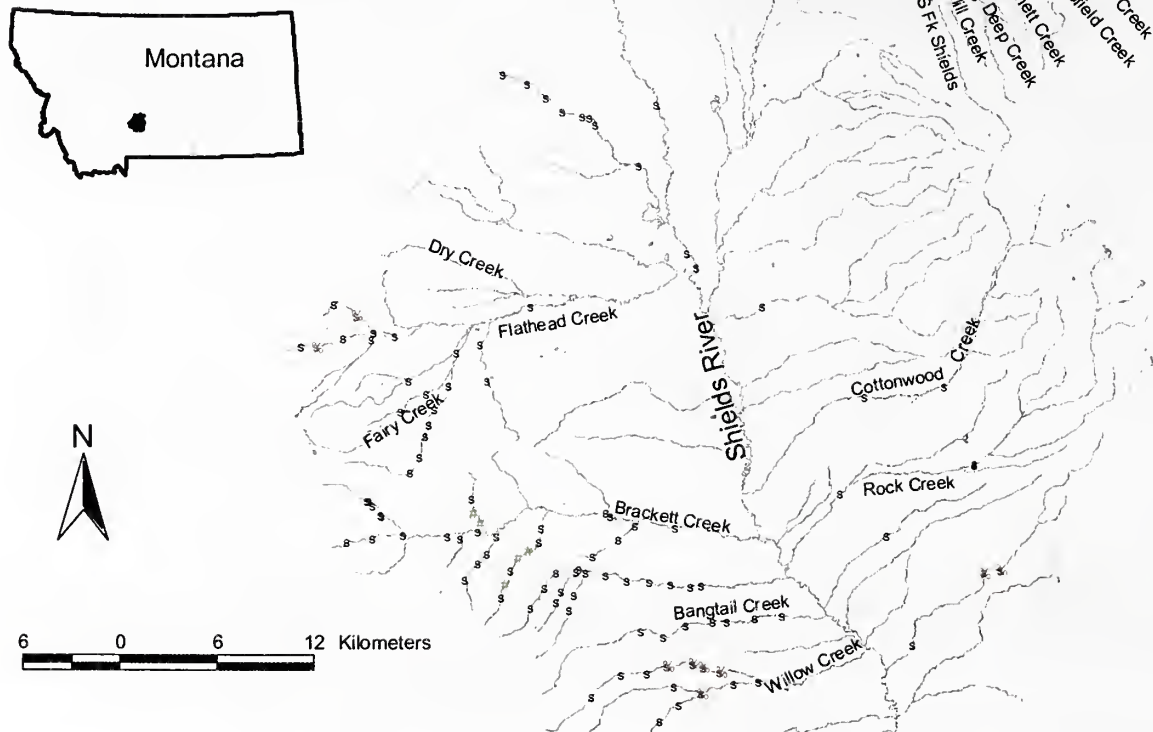 Montana
S Fk Shields
Deep Creek
Creek
Dry Creek
Flathead Creek
Shields River
Cottonwood Creek
Fairy Creek
N
Rock Creek
Brackett Creek
Bangtail Creek
Willow Creek
6 0 6 12 Kilometers